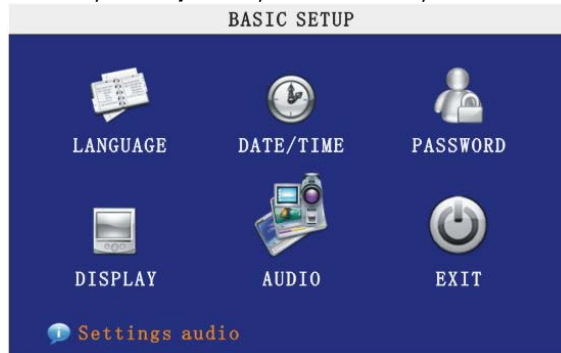 BASIC SETUP
LANGUAGE DATE/TIME PASSWORD
DISPLAY AUDIO EXIT
Settings audio